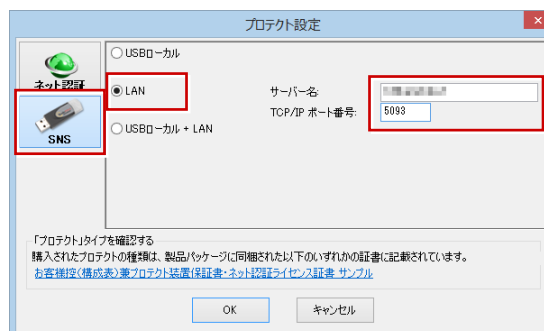 プロテクト設定
ネット認証
SNS
USBローカル
LAN
USBローカル + LAN
サーバー名:
TCP/IP ポート番号:
5093
「プロテクト」タイプを確認する
購入されたプロテクトの種類は、製品パッケージに同梱された以下のいずれかの証書に記載されています。
お客様控(構成表)兼プロテクト装置保証書・ネット認証ライセンス証書 サンプル
OK
キャンセル